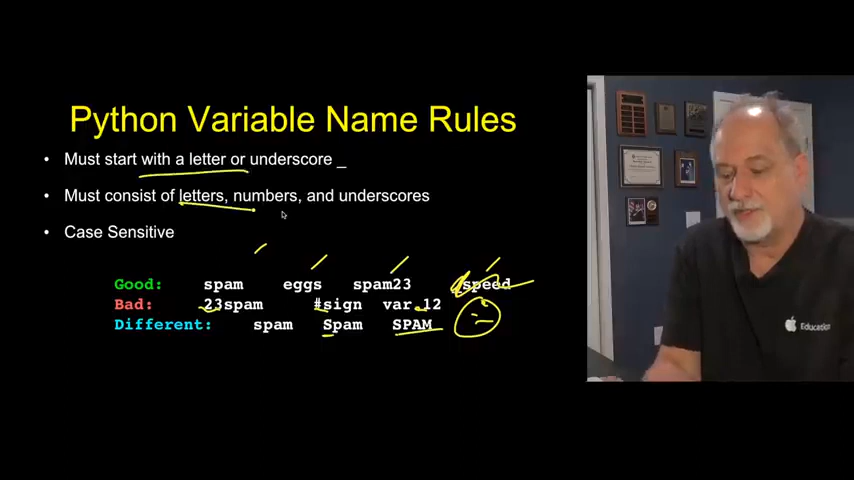 Python Variable Name Rules
• Must start with a letter or underscore _
• Must consist of letters, numbers, and underscores
• Case Sensitive
Good: spam eggs spam23 _speed
Bad: 23spam #sign var.12
Different: spam Spam SPAM
Education